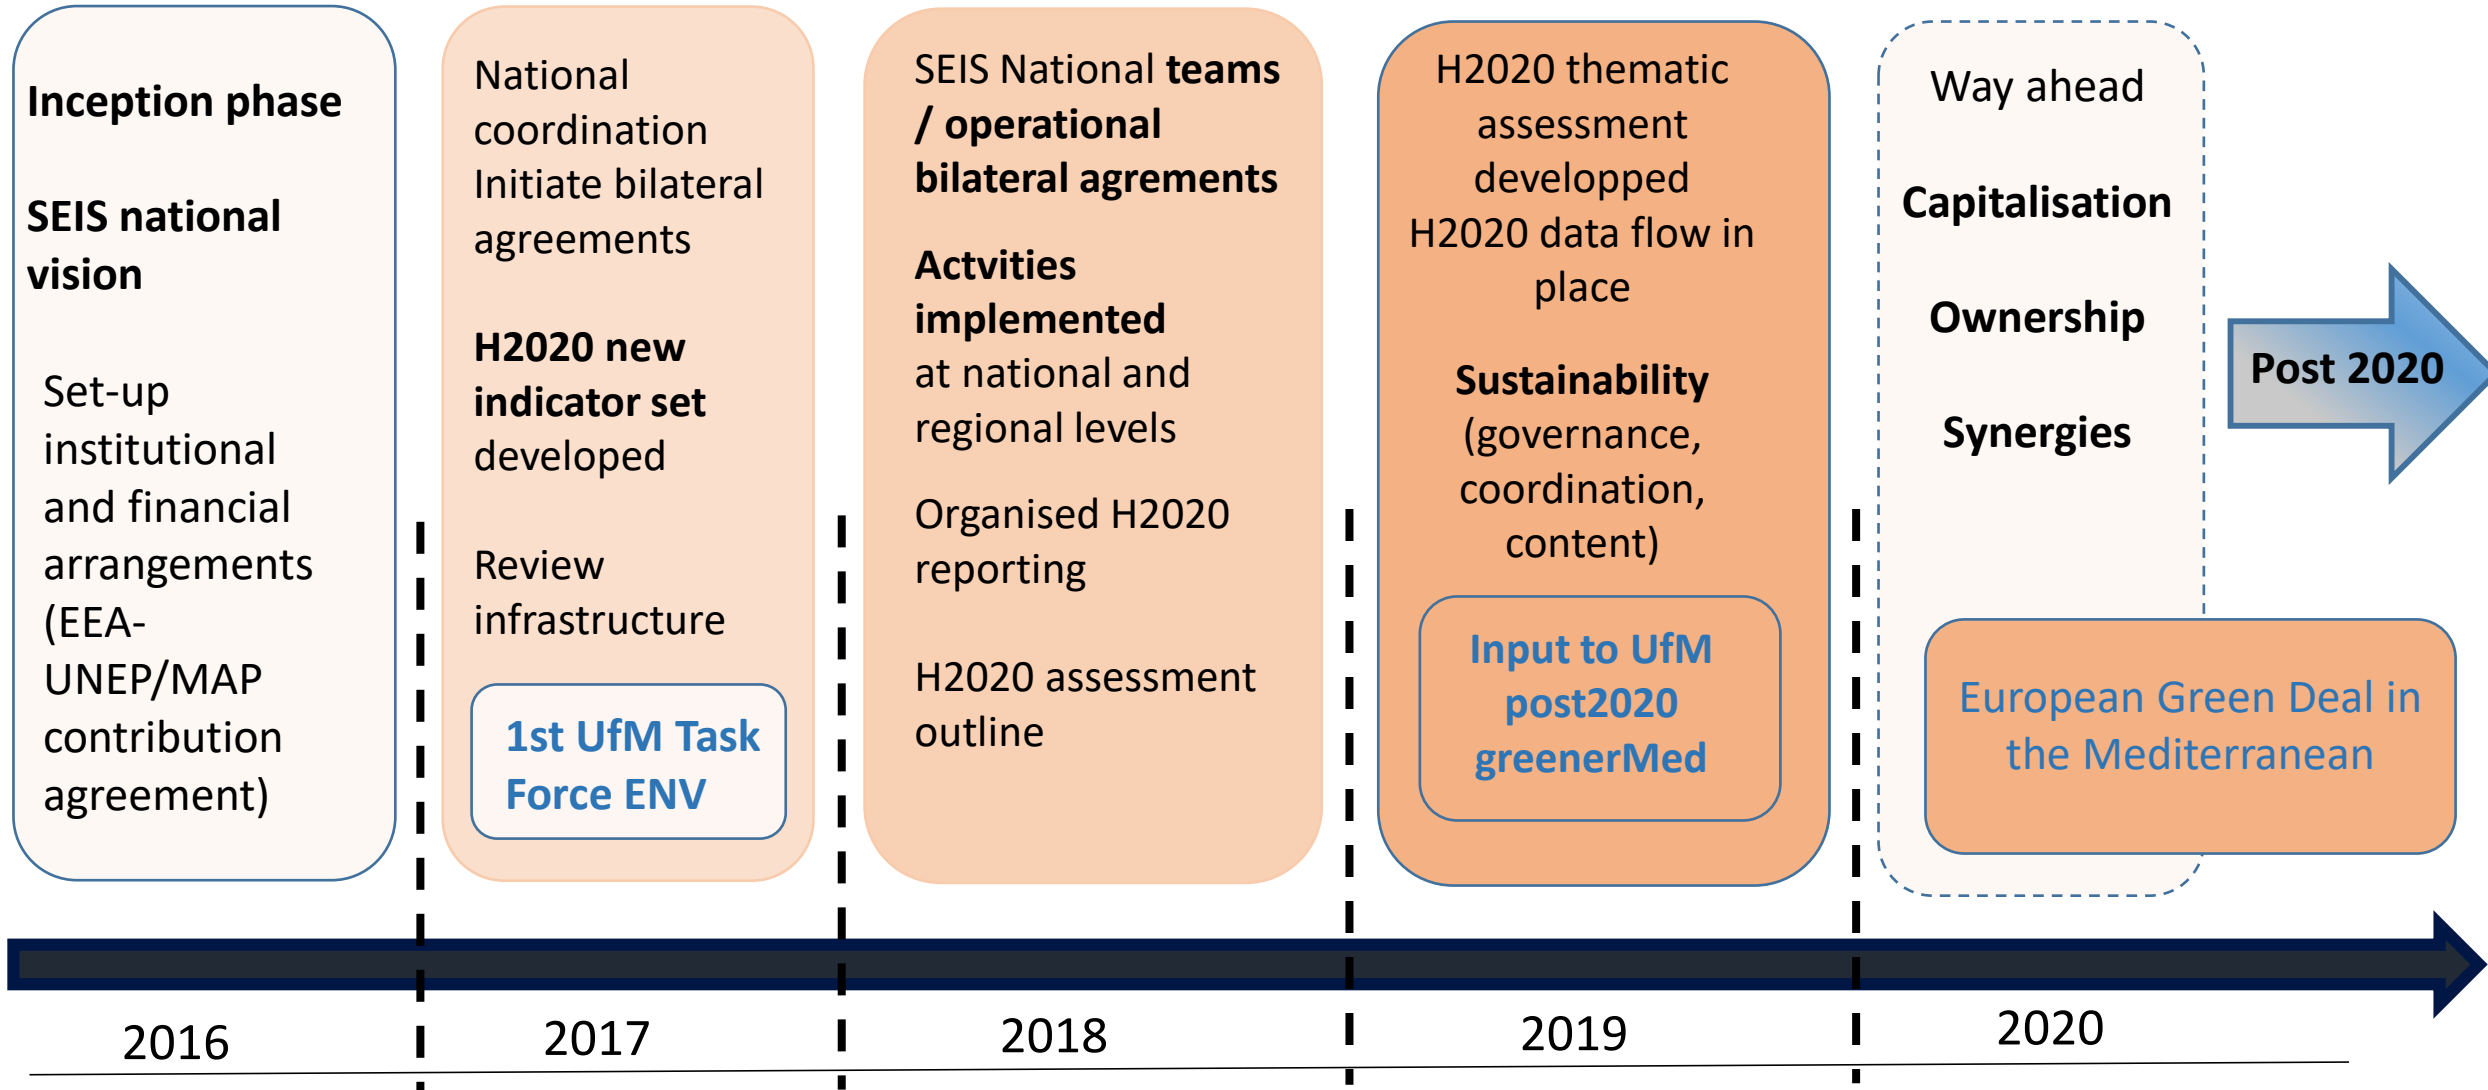 Inception phase
SEIS national
vision
Set-up
institutional
and financial
arrangements
(EEA-
UNEP/MAP
contribution
agreement)
National
coordination
Initiate bilateral
agreements
H2020 new
indicator set
developed
Review
infrastructure
1st UfM Task
Force ENV
SEIS National teams
/ operational
bilateral agrements
Actvities
implemented
at national and
regional levels
Organised H2020
reporting
H2020 assessment
outline
H2020 thematic
assessment
developped
H2020 data flow in
place
Sustainability
(governance,
coordination,
content)
Input to UfM
post2020
greenerMed
Way ahead
Capitalisation
Ownership
Synergies
Post 2020
European Green Deal in
the Mediterranean
2016
2017
2018
2019
2020